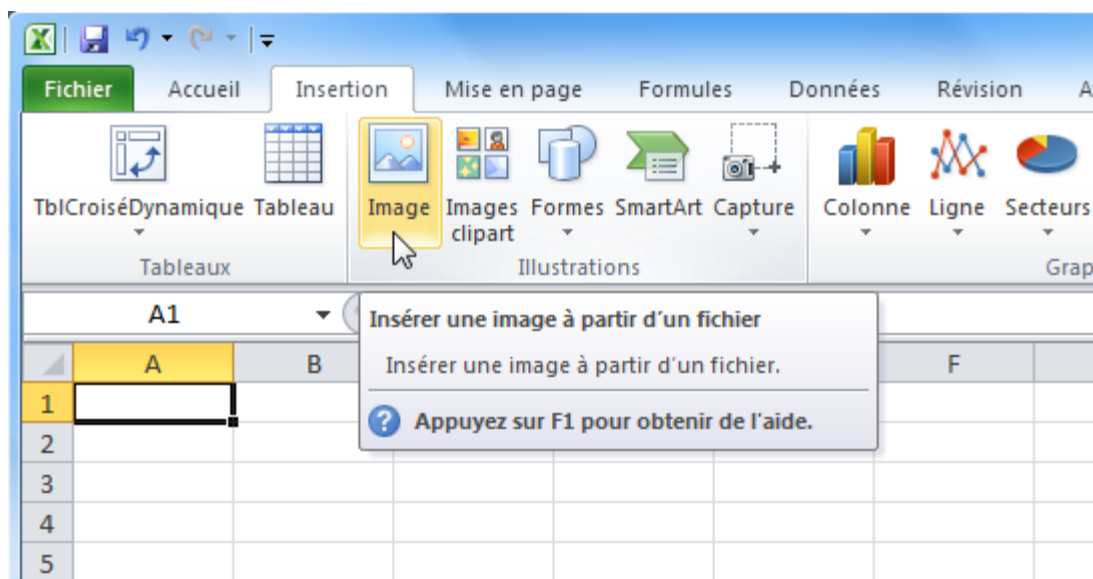 Fichier Accueil Insertion Mise en page Formules Données Révision
TblCroiséDynamique Tableau Image Images clipart Formes SmartArt Capture Colonne Ligne Secteurs
Tableaux Illustrations
A1
Insérer une image à partir d'un fichier
A B F
Insérer une image à partir d'un fichier.
1
Appuyez sur F1 pour obtenir de l'aide.
2
3
4
5